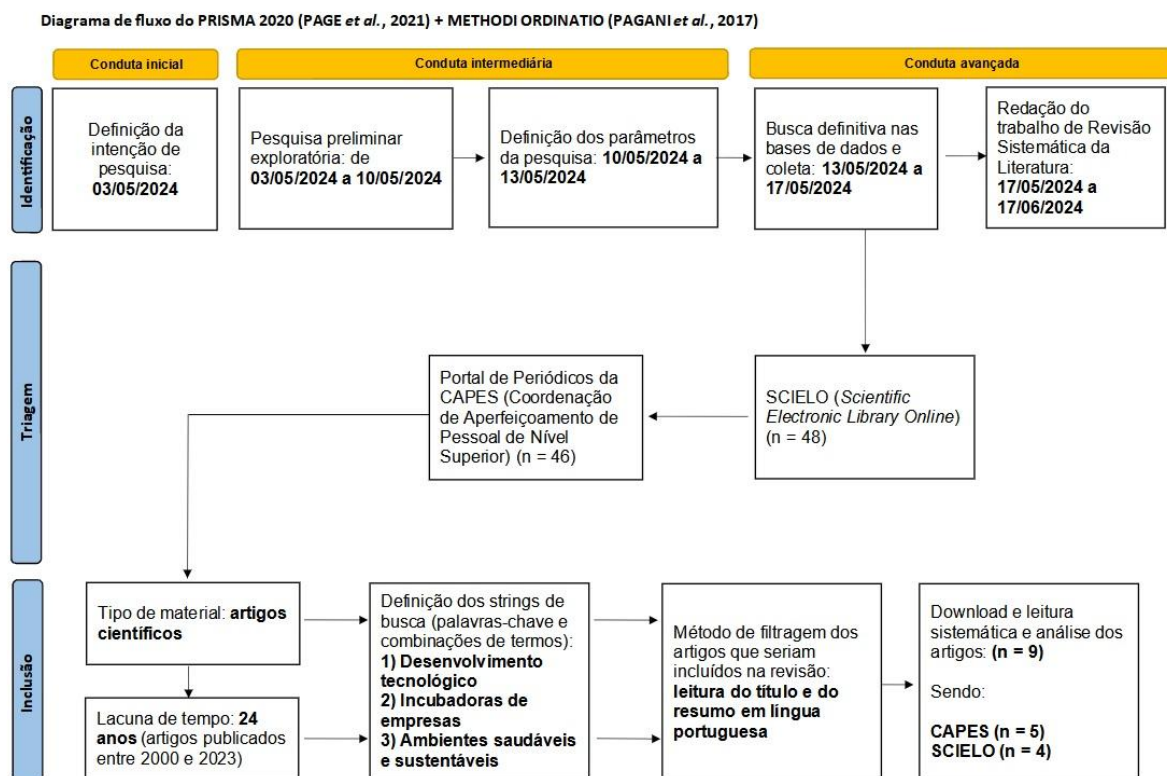 Diagrama de fluxo do PRISMA 2020 (PAGE et al., 2021) + METHODI ORDINATIO (PAGANI et al., 2017)
Conduta inicial
Conduta intermediária
Conduta avançada
Identificação
Definição da
intenção de
pesquisa:
03/05/2024
Pesquisa preliminar
exploratória: de
03/05/2024 a 10/05/2024
Definição dos parâmetros
da pesquisa: 10/05/2024 a
13/05/2024
Busca definitiva nas
bases de dados e
coleta: 13/05/2024 a
17/05/2024
Redação do
trabalho de Revisão
Sistemática da
Literatura:
17/05/2024 a
17/06/2024
Triagem
Portal de Periódicos da
CAPES (Coordenação
de Aperfeiçoamento de
Pessoal de Nível
Superior) (n = 46)
SCIELO (Scientific
Electronic Library Online)
(n = 48)
Inclusão
Tipo de material: artigos
científicos
Lacuna de tempo: 24
anos (artigos publicados
entre 2000 e 2023)
Definição dos strings de
busca (palavras-chave e
combinações de termos):
1) Desenvolvimento
tecnológico
2) Incubadoras de
empresas
3) Ambientes saudáveis
e sustentáveis
Método de filtragem dos
artigos que seriam
incluídos na revisão:
leitura do título e do
resumo em língua
portuguesa
Download e leitura
sistemática e análise dos
artigos: (n = 9)
Sendo:
CAPES (n = 5)
SCIELO (n = 4)